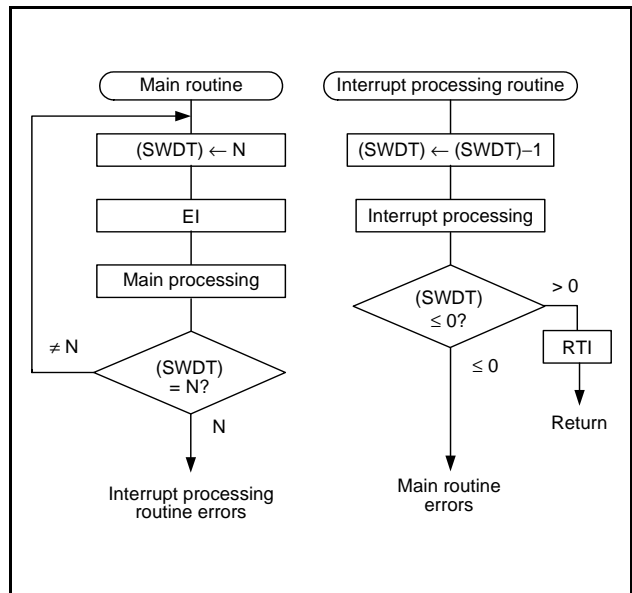 Main routine
(SWDT) ← N
EI
Main processing
(SWDT)
= N?
≠ N
N
Interrupt processing
routine errors
Interrupt processing routine
(SWDT) ← (SWDT)–1
Interrupt processing
(SWDT)
≤ 0?
> 0
RTI
Return
≤ 0
Main routine
errors